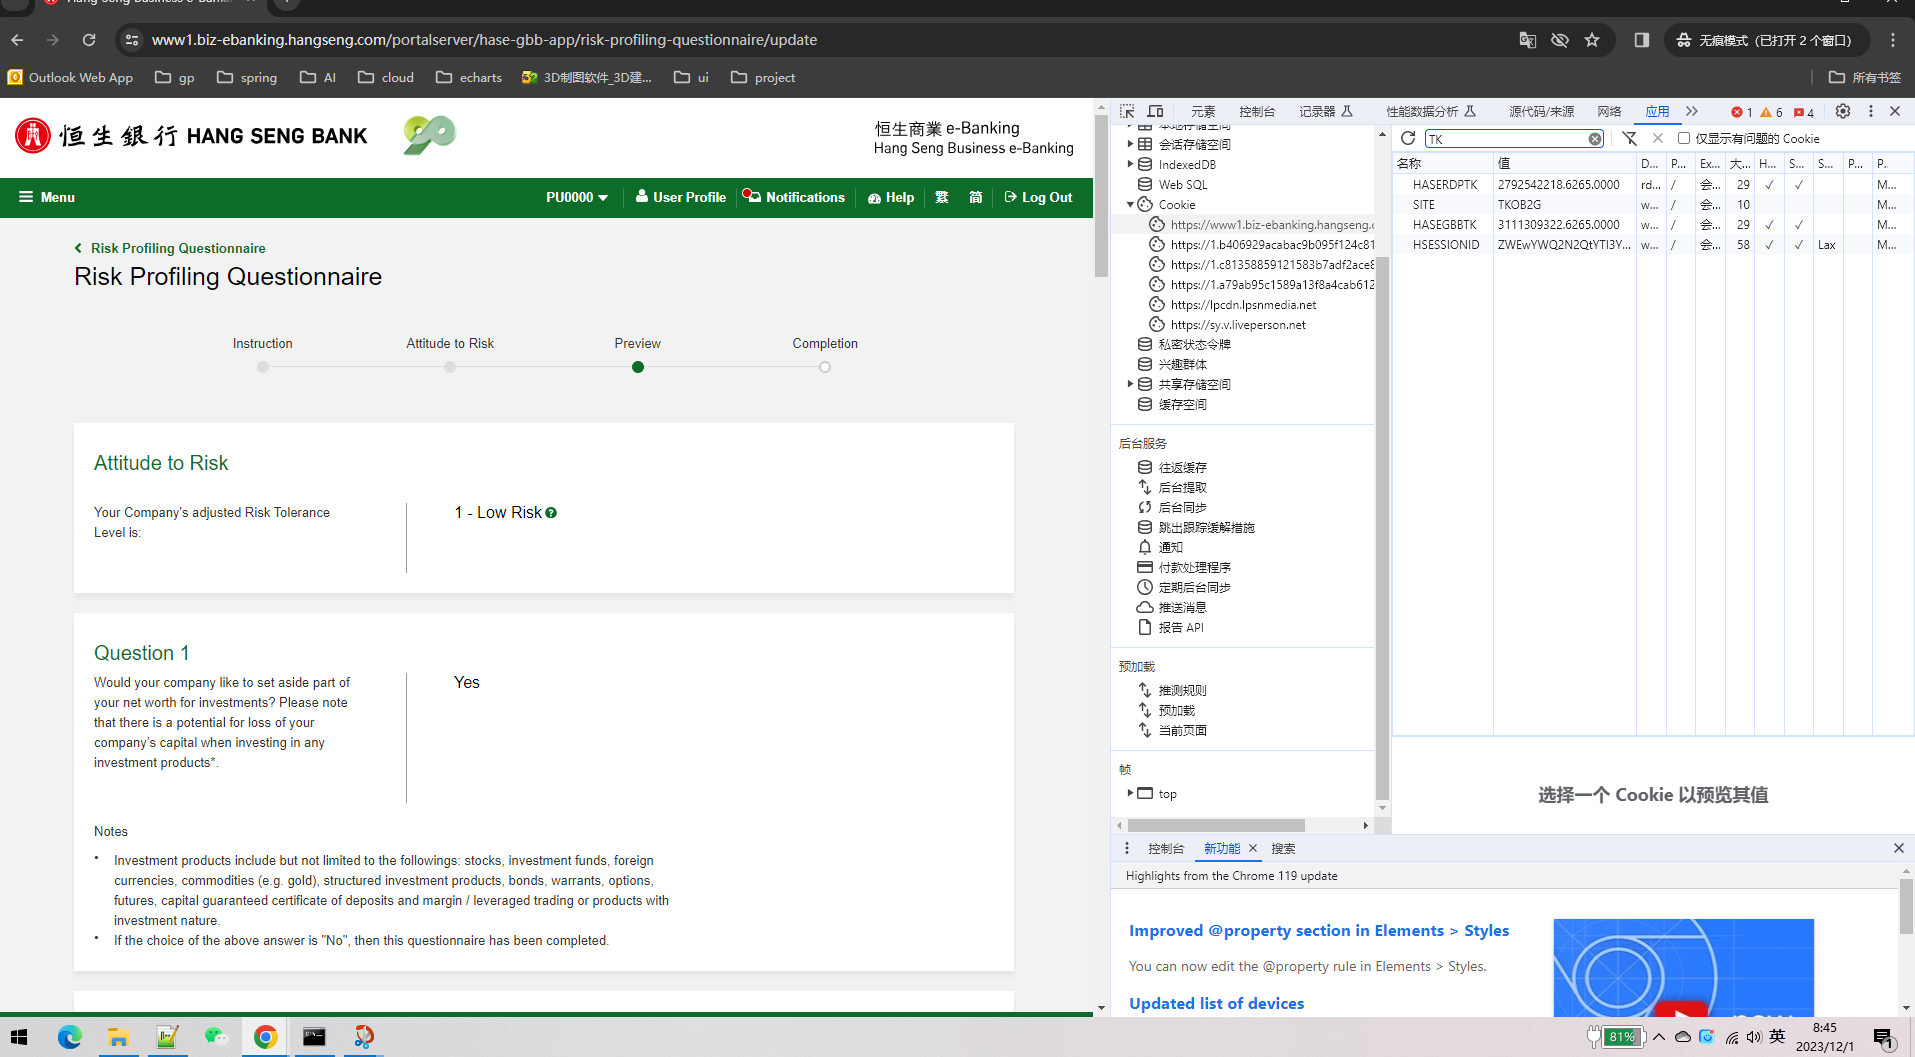 www1.biz-ebanking.hangseng.com/portalserver/hase-gbb-app/risk-profiling-questionnaire/update
无痕模式 (已打开 2 个窗口)
Outlook Web App
gp
spring
AI
cloud
echarts
3D制图软件_3D建...
ui
project
所有书签
恒生銀行 HANG SENG BANK
90
恒生商業 e-Banking
Hang Seng Business e-Banking
Menu
PU0000
User Profile
Notifications
Help
繁
简
Log Out
Risk Profiling Questionnaire
Risk Profiling Questionnaire
Instruction
Attitude to Risk
Preview
Completion
Attitude to Risk
Your Company's adjusted Risk Tolerance
Level is:
1 - Low Risk
Question 1
Would your company like to set aside part of
your net worth for investments? Please note
that there is a potential for loss of your
company's capital when investing in any
investment products*.
Yes
Notes
• Investment products include but not limited to the followings: stocks, investment funds, foreign
currencies, commodities (e.g. gold), structured investment products, bonds, warrants, options,
futures, capital guaranteed certificate of deposits and margin / leveraged trading or products with
investment nature.
• If the choice of the above answer is "No", then this questionnaire has been completed.
元素
控制台
记录器
性能数据分析
源代码/来源
网络
应用
1
6
4
会话存储空间
IndexedDB
Web SQL
Cookie
https://www1.biz-ebanking.hangseng.c
https://1.b406929acabac9b095f124c81
https://1.c81358859121583b7adf2ace8
https://1.a79ab95c1589a13f8a4cab612
https://lpcdn.lpsnmedia.net
https://sy.v.liveperson.net
私密状态令牌
兴趣群体
共享存储空间
缓存空间
后台服务
往返缓存
后台提取
后台同步
跳出跟踪缓解措施
通知
付款处理程序
定期后台同步
推送消息
报告 API
预加载
推测规则
预加载
当前页面
帧
top
TK
仅显示有问题的 Cookie
名称 值 D... P... Ex... 大... H... S... S... P... P.
HASERDPTK 2792542218.6265.0000 rd... / 会... 29 ✓ ✓ M...
SITE TKOB2G w... / 会... 10 M...
HASEGBBTK 3111309322.6265.0000 w... / 会... 29 ✓ ✓ M...
HSESSIONID ZWEwYWQ2N2QtYTI3Y... w... / 会... 58 ✓ ✓ Lax M...
选择一个 Cookie 以预览其值
控制台
新功能
搜索
Highlights from the Chrome 119 update
Improved @property section in Elements > Styles
You can now edit the @property rule in Elements > Styles.
Updated list of devices
81%
英
8:45
2023/12/1
1